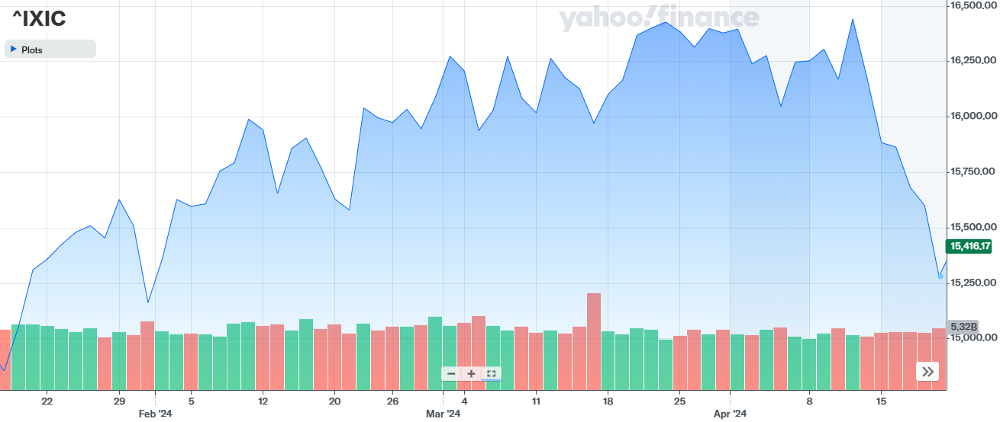 ^IXIC
yahoo!finance
Plots
16,500.00
16,250.00
16,000.00
15,750.00
15,500.00
15,416.17
15,250.00
5.32B
15,000.00
22 29 5 12 20 26 4 11 18 25 8 15
Feb '24 Mar '24 Apr '24